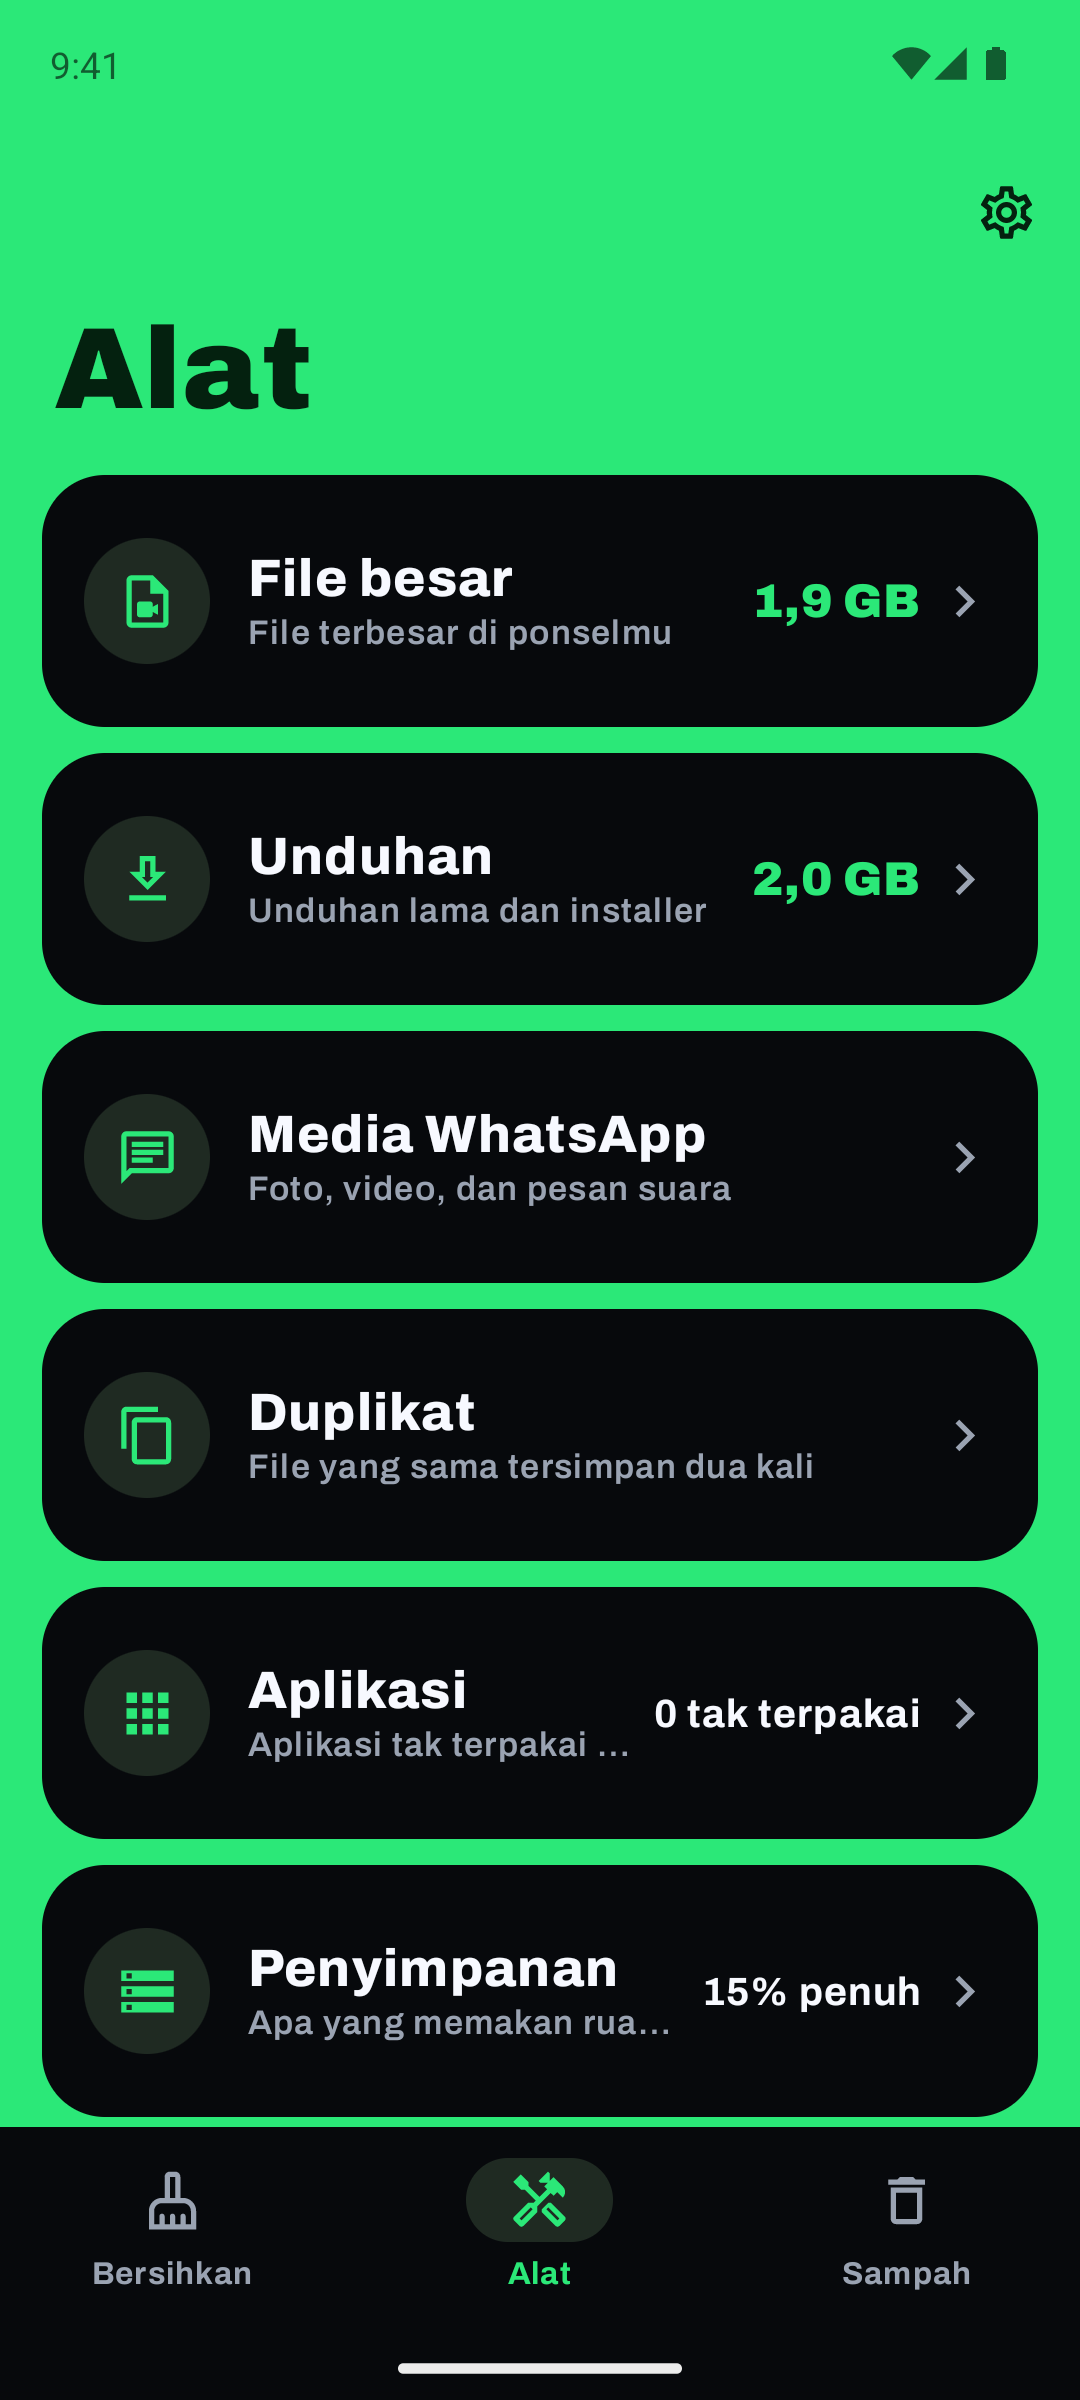 9:41
Alat
File besar
File terbesar di ponselmu
1,9 GB
Unduhan
Unduhan lama dan installer
2,0 GB
Media WhatsApp
Foto, video, dan pesan suara
Duplikat
File yang sama tersimpan dua kali
Aplikasi
Aplikasi tak terpakai ...
0 tak terpakai
Penyimpanan
Apa yang memakan rua...
15% penuh
Bersihkan
Alat
Sampah